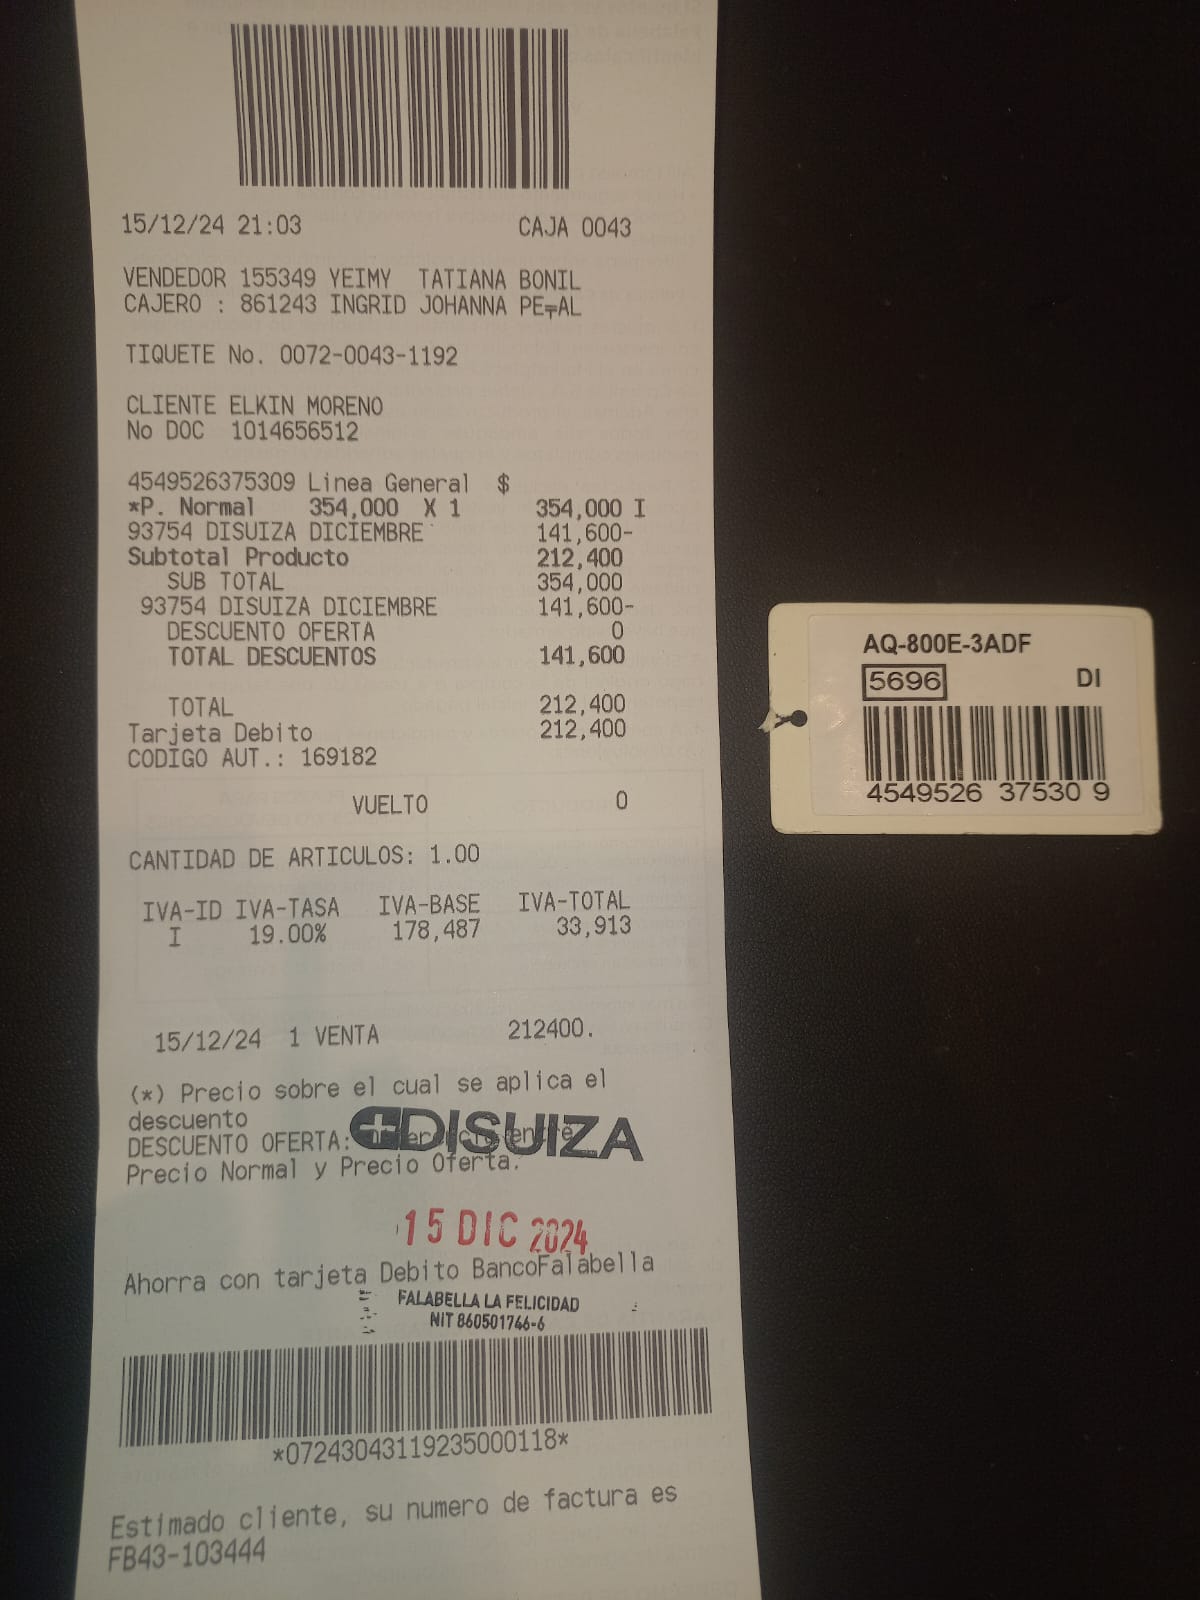 15/12/24 21:03 CAJA 0043
VENDEDOR 155349 YEIMY TATIANA BONIL
CAJERO : 861243 INGRID JOHANNA PE╤AL
TIQUETE No. 0072-0043-1192
CLIENTE ELKIN MORENO
No DOC 1014656512
4549526375309 Linea General $
*P. Normal 354,000 X 1 354,000 I
93754 DISUIZA DICIEMBRE 141,600-
Subtotal Producto 212,400
SUB TOTAL 354,000
93754 DISUIZA DICIEMBRE 141,600-
DESCUENTO OFERTA 0
TOTAL DESCUENTOS 141,600
TOTAL 212,400
Tarjeta Debito 212,400
CODIGO AUT.: 169182
VUELTO 0
CANTIDAD DE ARTICULOS: 1.00
IVA-ID IVA-TASA IVA-BASE IVA-TOTAL
I 19.00% 178,487 33,913
15/12/24 1 VENTA 212400.
(*) Precio sobre el cual se aplica el
descuento
DISUIZA
DESCUENTO OFERTA:
Precio Normal y Precio Oferta.
15 DIC 2024
Ahorra con tarjeta Debito BancoFalabella
FALABELLA LA FELICIDAD
NIT 860501746-6
*07243043119235000118*
Estimado cliente, su numero de factura es
FB43-103444
AQ-800E-3ADF
5696 DI
4549526 37530 9